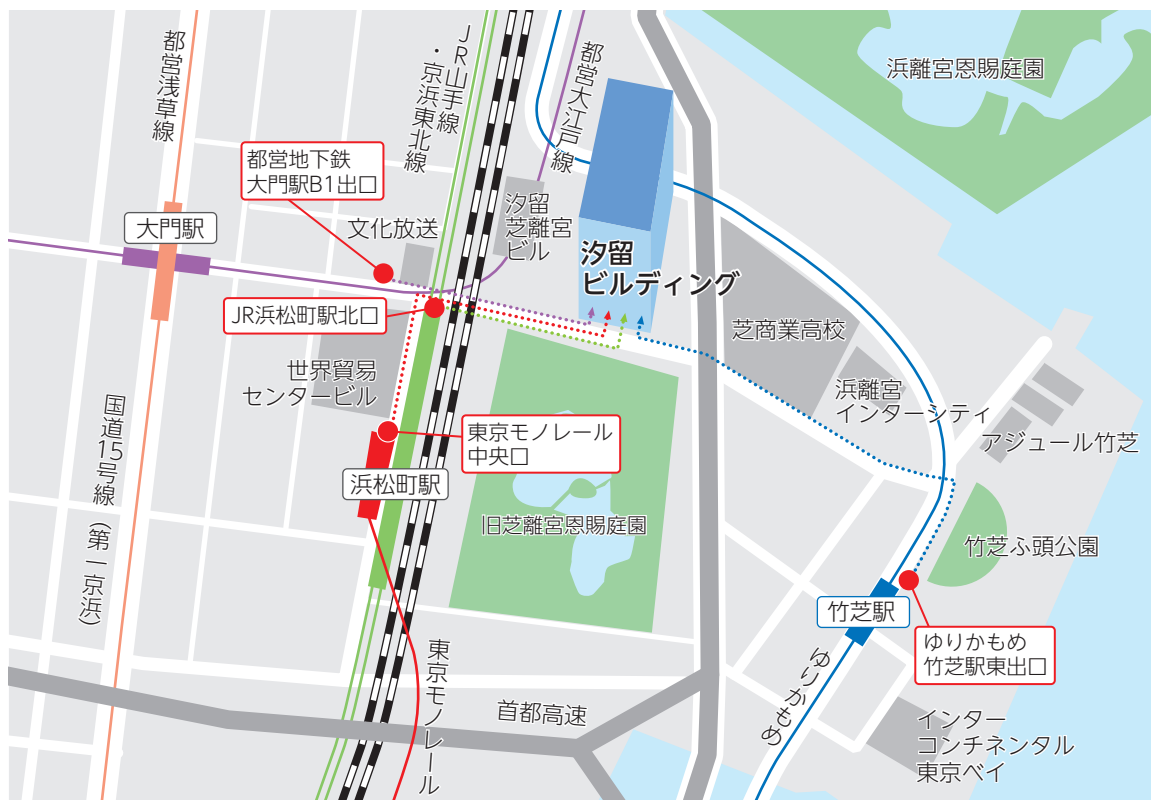 都営浅草線
JR山手線
・京浜東北線
都営大江戸線
浜離宮恩賜庭園
都営地下鉄
大門駅B1出口
大門駅
文化放送
汐留
芝離宮
ビル
汐留
ビルディング
JR浜松町駅北口
芝商業高校
世界貿易
センタービル
浜離宮
インターシティ
国道15号線（第一京浜）
東京モノレール
中央口
アジュール竹芝
浜松町駅
旧芝離宮恩賜庭園
竹芝ふ頭公園
竹芝駅
ゆりかもめ
竹芝駅東出口
東京モノレール
ゆりかもめ
首都高速
インター
コンチネンタル
東京ベイ